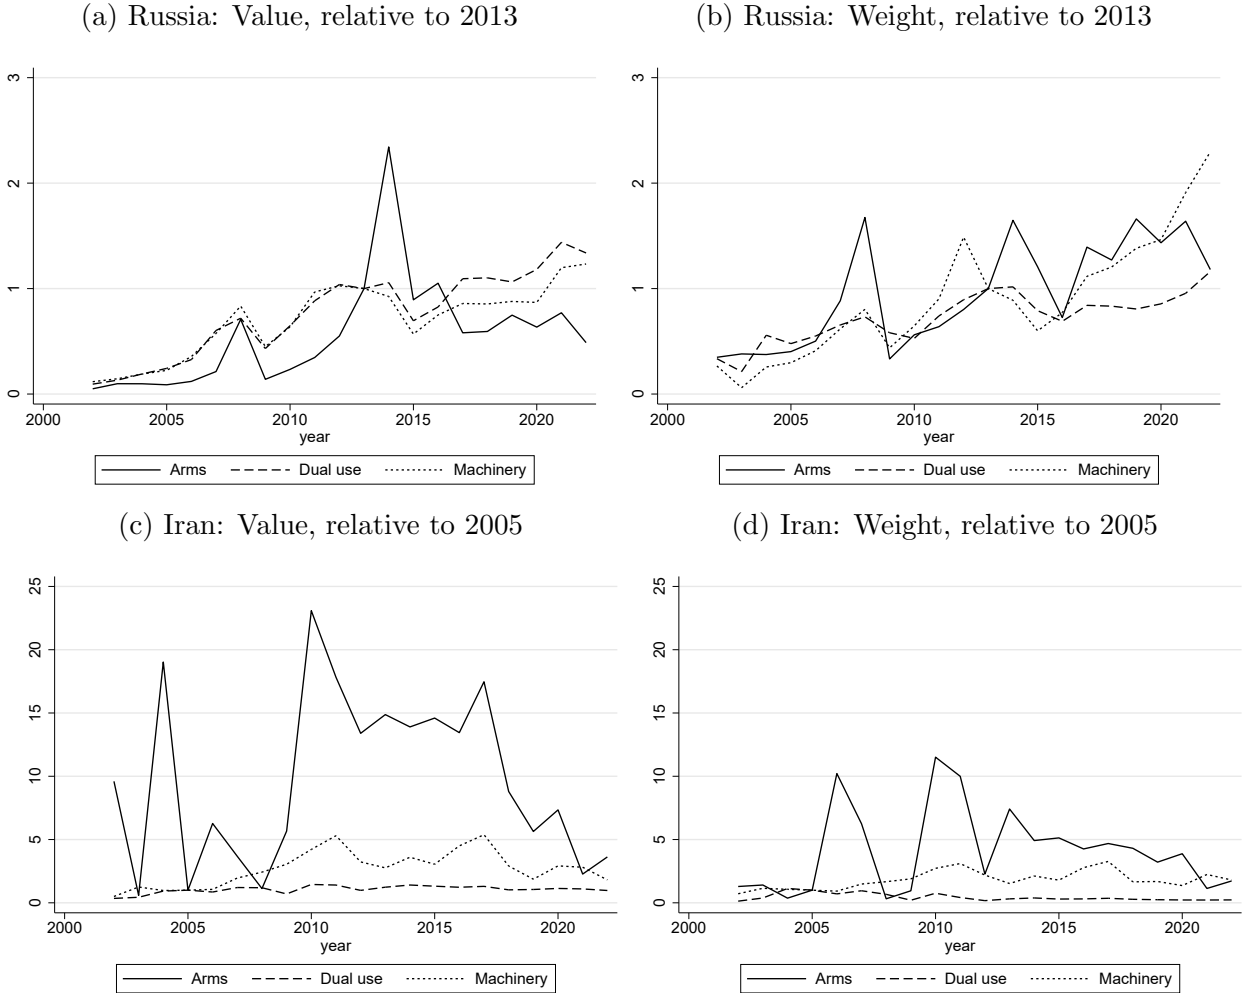 (a) Russia: Value, relative to 2013
(b) Russia: Weight, relative to 2013
3
2
1
0
2000 2005 2010 2015 2020
year
Arms Dual use Machinery
3
2
1
0
2000 2005 2010 2015 2020
year
Arms Dual use Machinery
(c) Iran: Value, relative to 2005
(d) Iran: Weight, relative to 2005
25
20
15
10
5
0
2000 2005 2010 2015 2020
year
Arms Dual use Machinery
25
20
15
10
5
0
2000 2005 2010 2015 2020
year
Arms Dual use Machinery